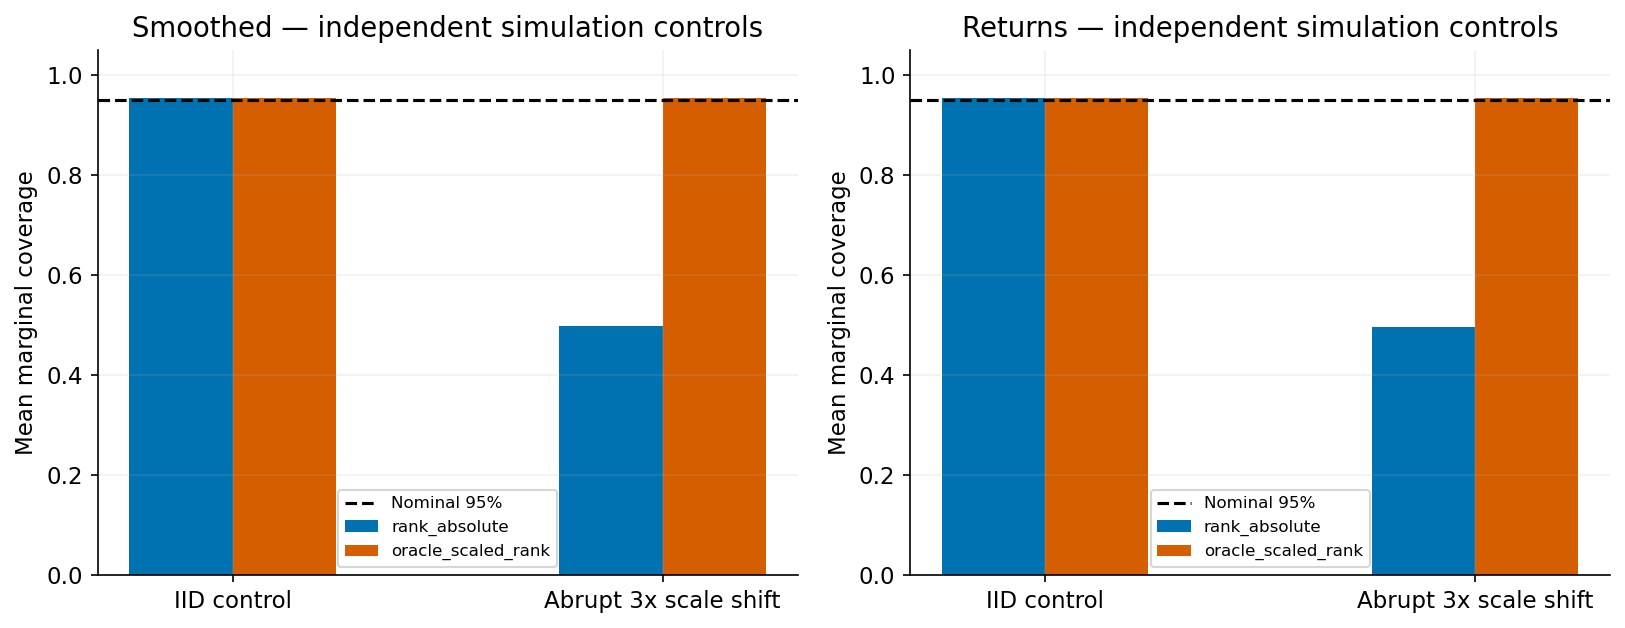 Smoothed — independent simulation controls
Mean marginal coverage
1.0
0.8
0.6
0.4
0.2
0.0
Nominal 95%
rank_absolute
oracle_scaled_rank
IID control
Abrupt 3x scale shift
Returns — independent simulation controls
Mean marginal coverage
1.0
0.8
0.6
0.4
0.2
0.0
Nominal 95%
rank_absolute
oracle_scaled_rank
IID control
Abrupt 3x scale shift